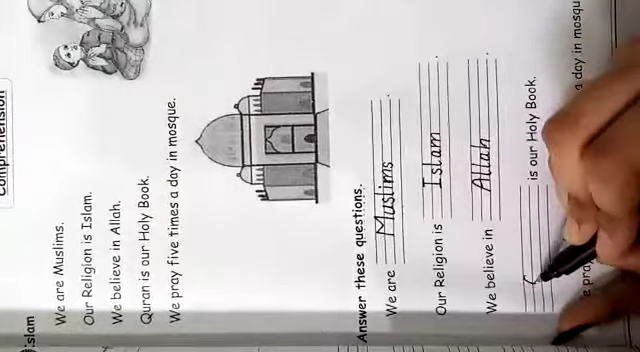 Comprehension
Islam
We are Muslims.
Our Religion is Islam.
We believe in Allah.
Quran is our Holy Book.
We pray five times a day in mosque.
Answer these questions.
We are Muslims.
Our Religion is Islam.
We believe in Allah.
is our Holy Book.
e pray a day in mosqu